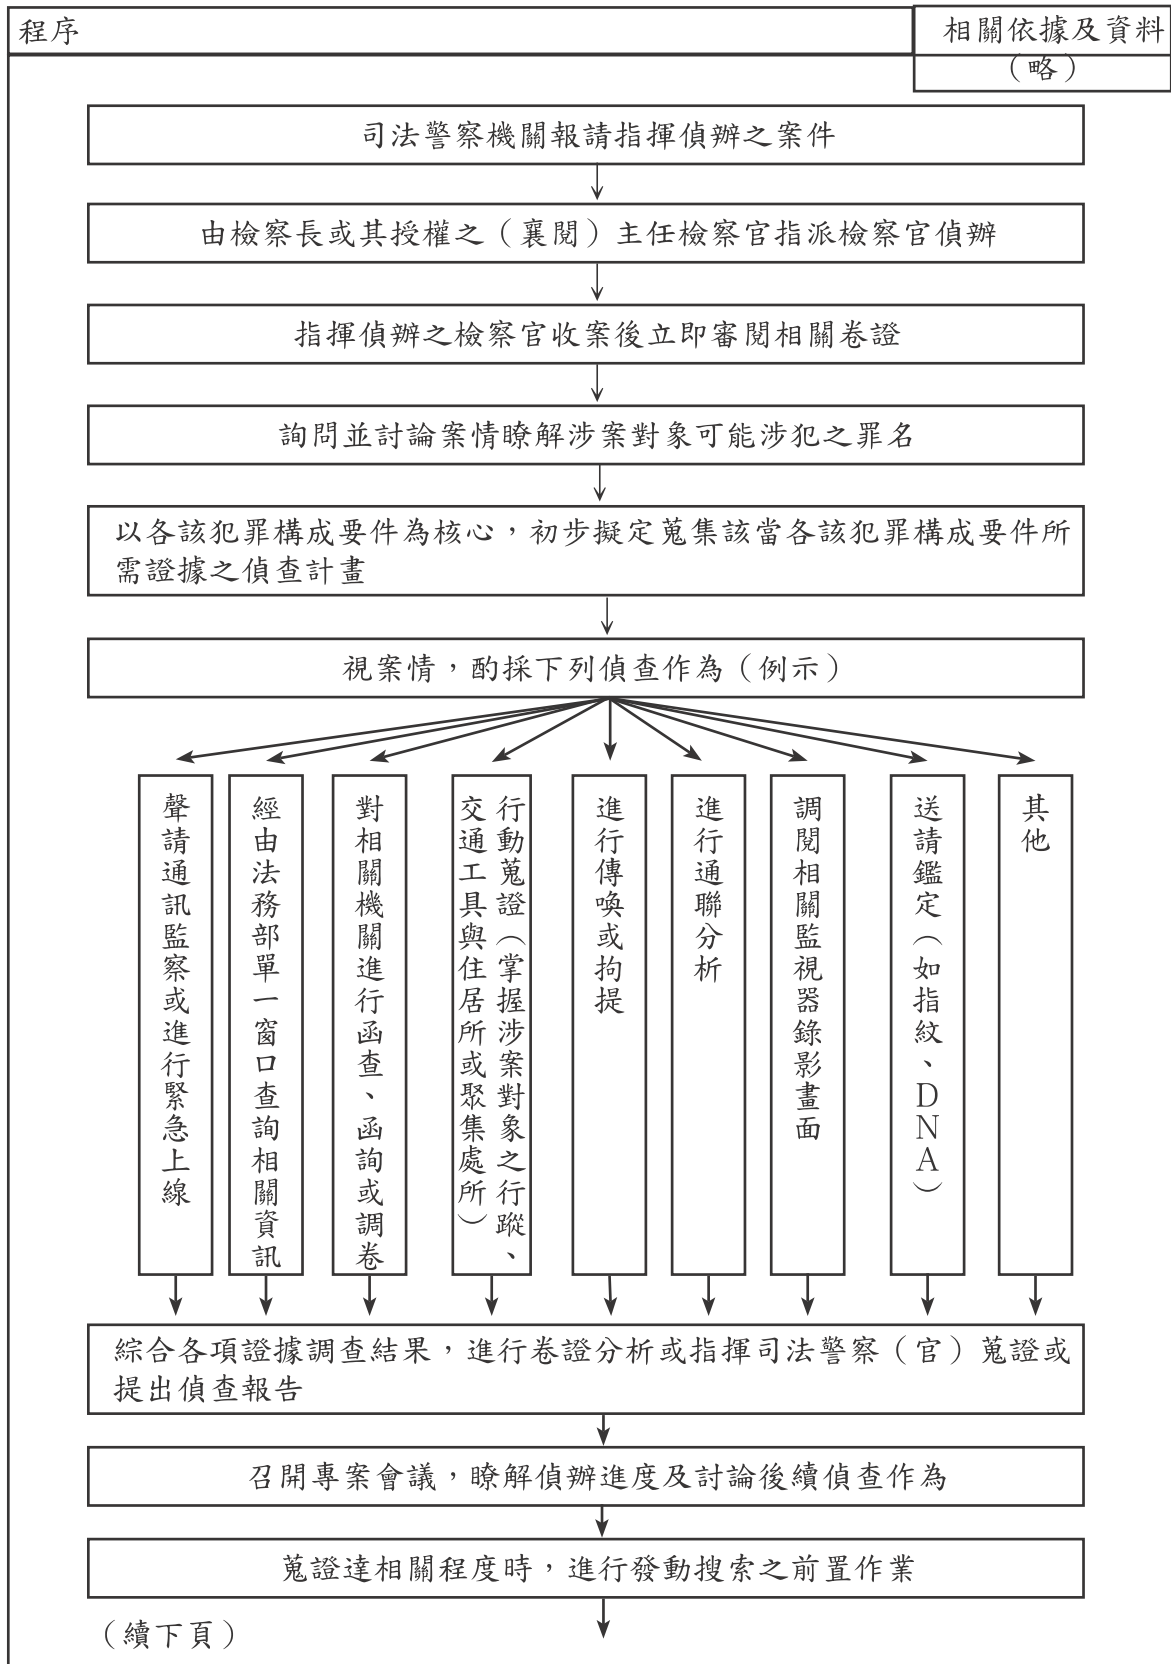 程序
相關依據及資料
（略）
司法警察機關報請指揮偵辦之案件
由檢察長或其授權之（襄閱）主任檢察官指派檢察官偵辦
指揮偵辦之檢察官收案後立即審閱相關卷證
詢問並討論案情瞭解涉案對象可能涉犯之罪名
以各該犯罪構成要件為核心，初步擬定蒐集該當各該犯罪構成要件所
需證據之偵查計畫
視案情，酌採下列偵查作為（例示）
聲請通訊監察或進行緊急上線
經由法務部單一窗口查詢相關資訊
對相關機關進行函查、函詢或調卷
行動蒐證（掌握涉案對象之行蹤、
交通工具與住居所或聚集處所）
進行傳喚或拘提
進行通聯分析
調閱相關監視器錄影畫面
送請鑑定（如指紋、DNA）
其他
綜合各項證據調查結果，進行卷證分析或指揮司法警察（官）蒐證或
提出偵查報告
召開專案會議，瞭解偵辦進度及討論後續偵查作為
蒐證達相關程度時，進行發動搜索之前置作業
（續下頁）